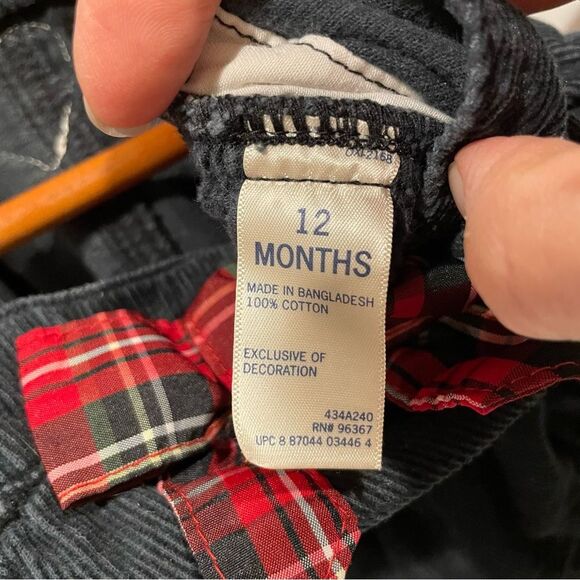 12
MONTHS
MADE IN BANGLADESH
100% COTTON
EXCLUSIVE OF
DECORATION
434A240
RN# 96367
UPC 8 87044 03446 4